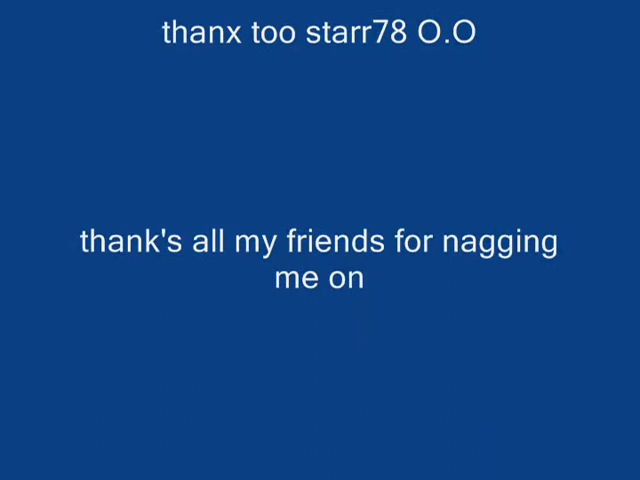 thanx too starr78 O.O
thank's all my friends for nagging
me on